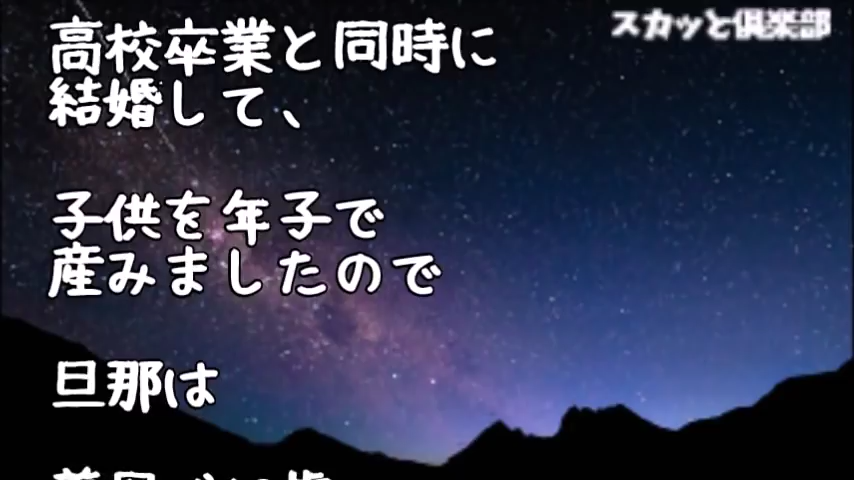 スカッと倶楽部
高校卒業と同時に
結婚して、
子供を年子で
産みましたので
旦那は